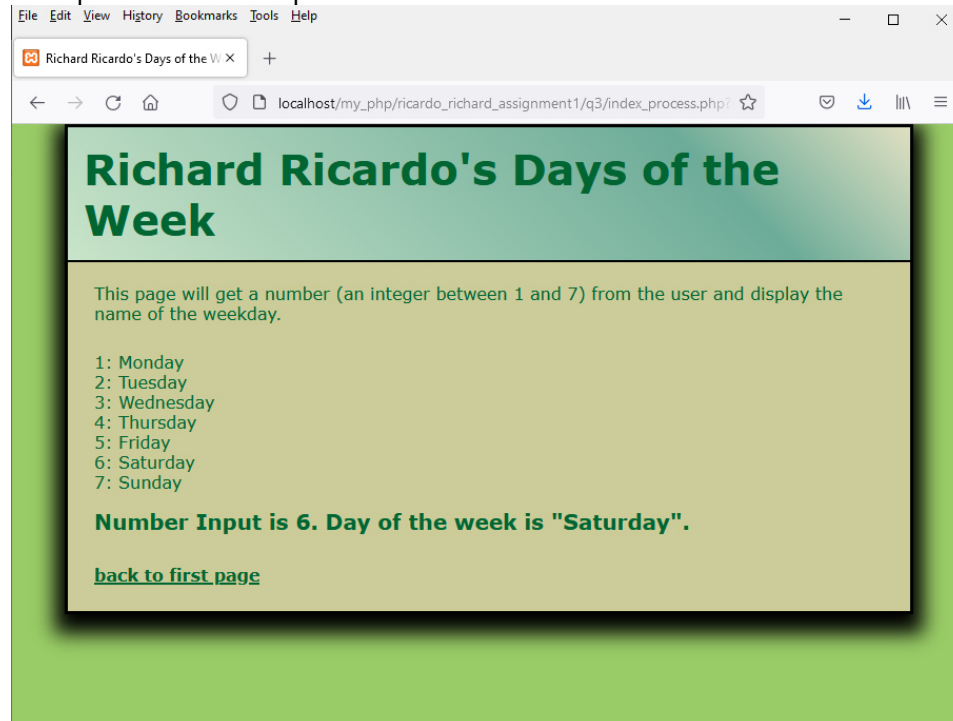 File Edit View History Bookmarks Tools Help
Richard Ricardo's Days of the W
localhost/my_php/ricardo_richard_assignment1/q3/index_process.php?
Richard Ricardo's Days of the
Week
This page will get a number (an integer between 1 and 7) from the user and display the
name of the weekday.
1: Monday
2: Tuesday
3: Wednesday
4: Thursday
5: Friday
6: Saturday
7: Sunday
Number Input is 6. Day of the week is "Saturday".
back to first page